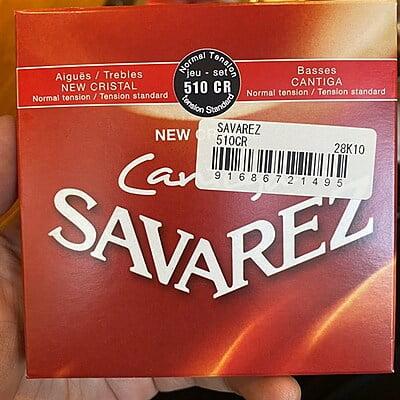 Aiguës / Trebles
NEW CRISTAL
Normal tension / Tension standard
Normal Tension
jeu - set
510 CR
Tension Standard
Basses
CANTIGA
Normal tension / Tension standard
NEW
SAVAREZ
510CR
28K10
91686721495
SAVAREZ